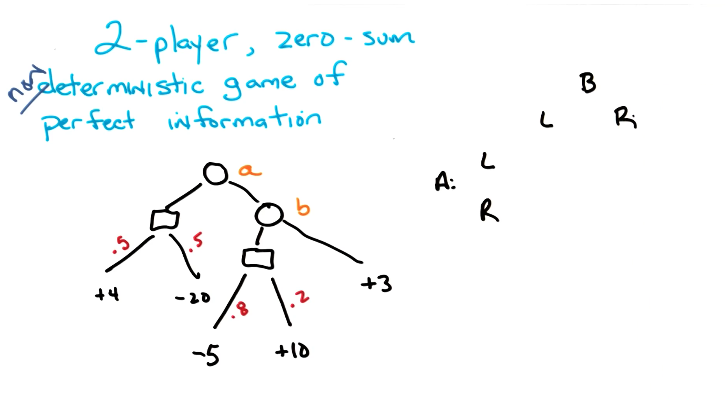 2-player, zero-sum
non deterministic game of
perfect information
B
L R
A: L
R
a
b
.5 .5
+4 -20
+3
.8 .2
-5 +10